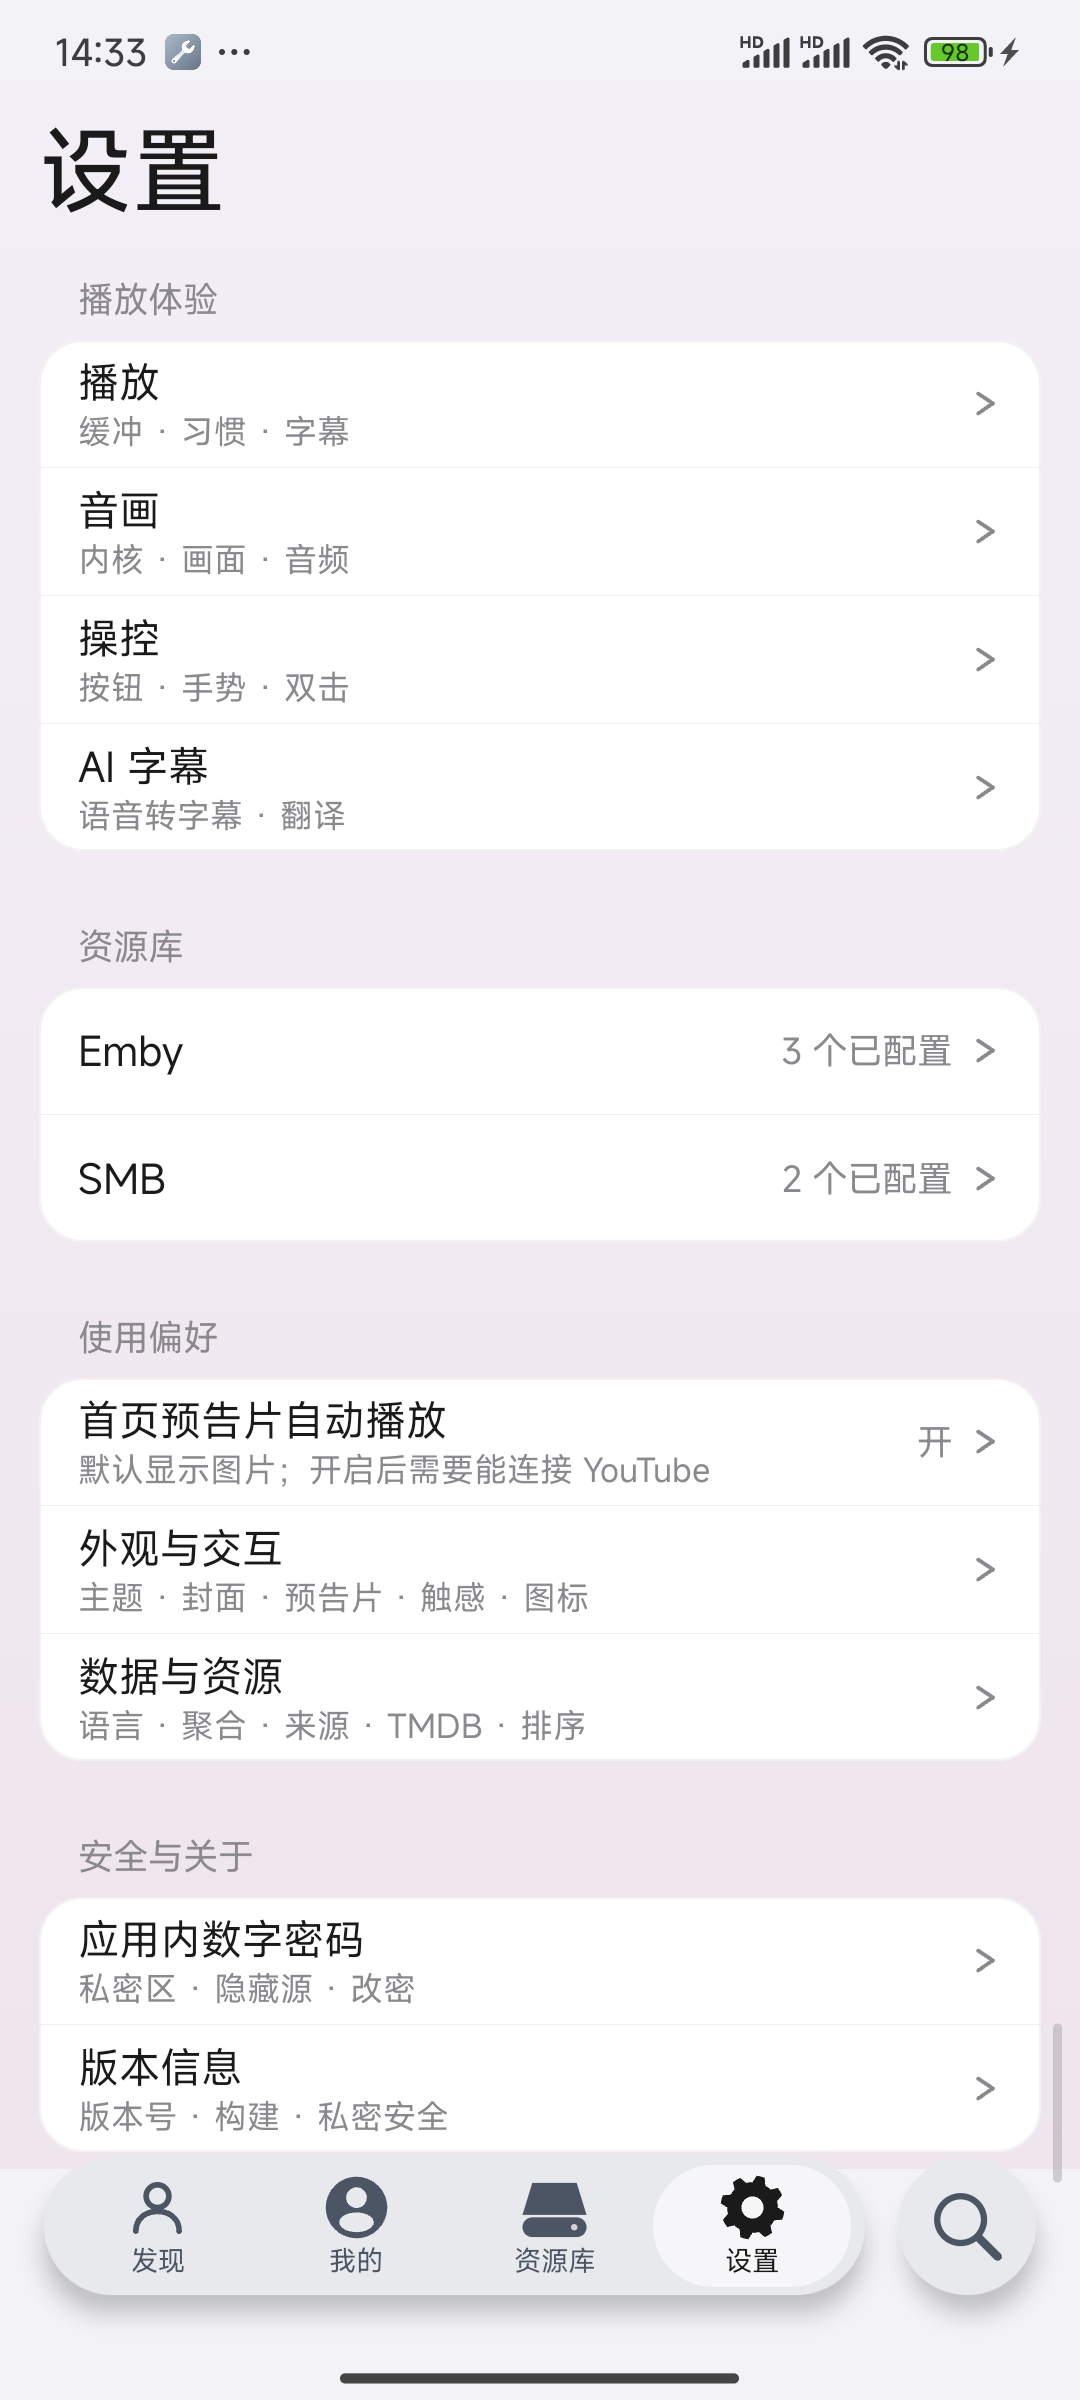 14:33
HD HD 98
设置
播放体验
播放
缓冲 · 习惯 · 字幕
音画
内核 · 画面 · 音频
操控
按钮 · 手势 · 双击
AI 字幕
语音转字幕 · 翻译
资源库
Emby 3 个已配置
SMB 2 个已配置
使用偏好
首页预告片自动播放
默认显示图片；开启后需要能连接 YouTube
开
外观与交互
主题 · 封面 · 预告片 · 触感 · 图标
数据与资源
语言 · 聚合 · 来源 · TMDB · 排序
安全与关于
应用内数字密码
私密区 · 隐藏源 · 改密
版本信息
版本号 · 构建 · 私密安全
发现 我的 资源库 设置